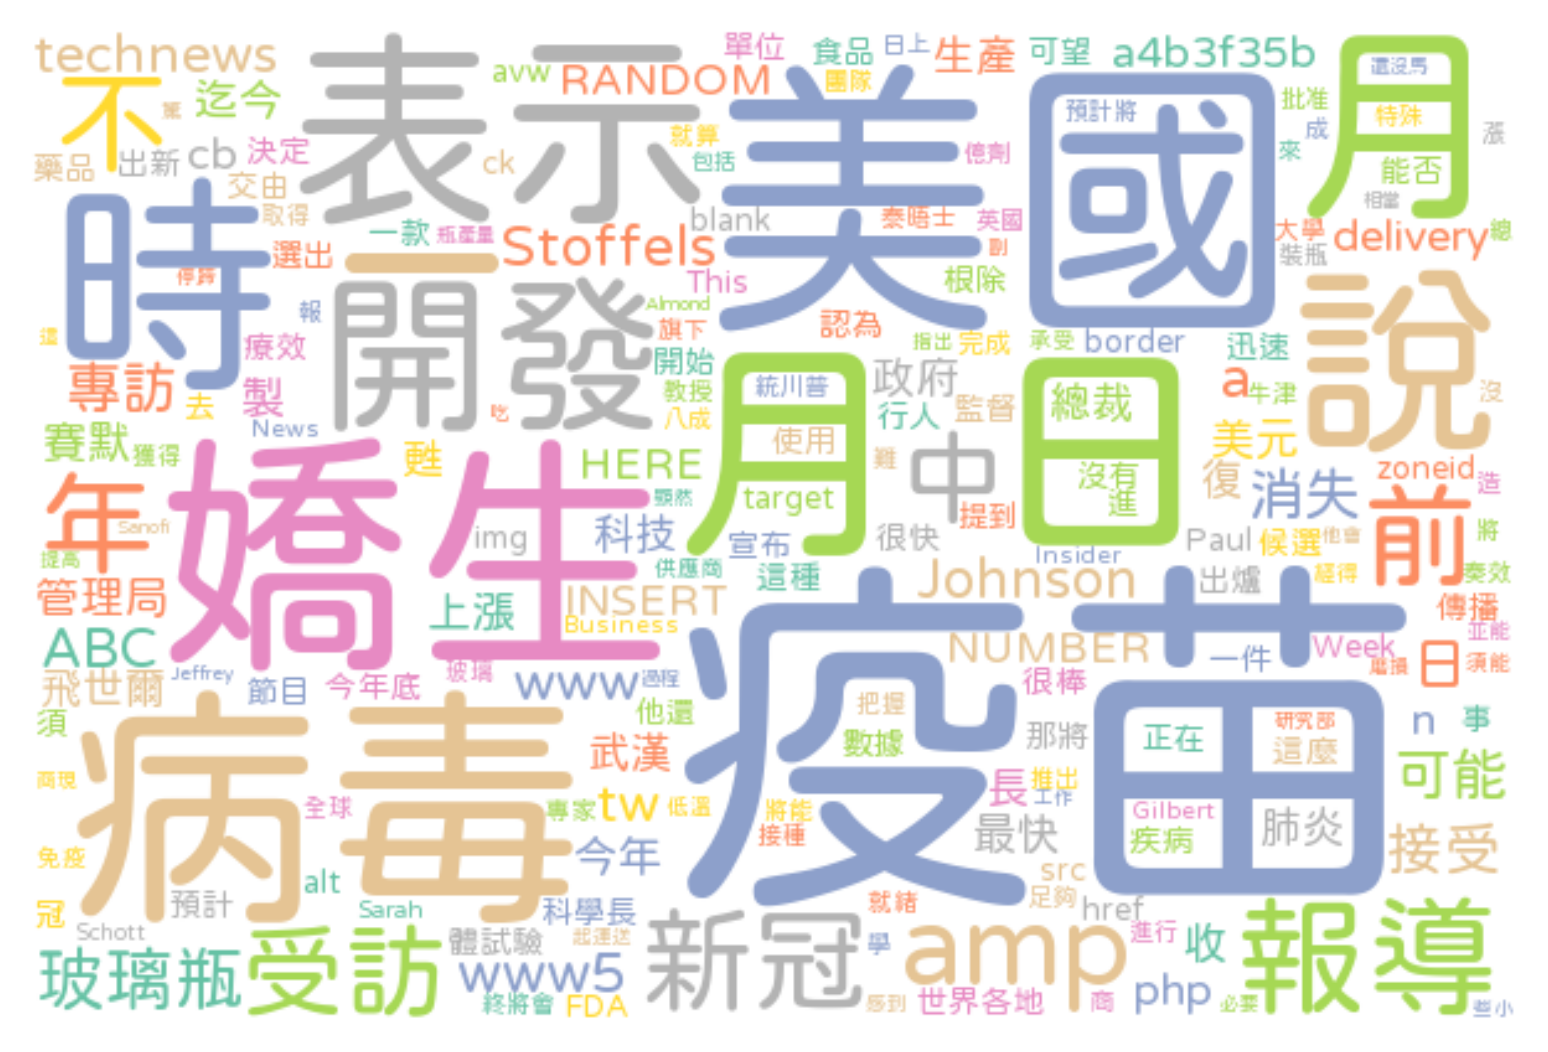 technews
不
篤
迄今
藥品
出新
cb
決定
交由
取得
表示
avw
RANDOM
ck
單位
團隊
食品
日上
生產
可望
a4b3f35b
就算
包括
美國
預計將
億劑
泰晤士
英國
副
blank
月
還沒馬
特殊
能否
批准
成
來
漲
相當
大學
裝瓶
delivery
總
時
停歸
選出
一款
瓶產量
一
Stoffels
This
根除
報
療效
這
專訪
去
製
News
開發
吃
Almond
旗下
開始
教授
八成
認為
指出
完成
承受
border
迅速
說
沒
a
牛津
月
統川普
使用
target
政府
行人
監督
日
總裁
沒有
進
美元
賽默
獲得
甦
HERE
難
中
提到
復
消失
zoneid
造
年
Sanofi
提高
嬌生
img
顯然
科技
宣布
供應商
這種
很快
Insider
Paul
候選
他會
前
將
奏效
管理局
上漲
INSERT
Business
Johnson
出爐
經得
傳播
並能
ABC
Jeffrey
飛世爾
節目
今年底
玻璃
www
過程
NUMBER
一件
Week
磨損
日
須能
須
病毒
他還
武漢
疫苗
把握
數據
很棒
那將
正在
研究部
這麼
n
事
商現
全球
專家
tw
低溫
將能
接種
長
推出
工作
最快
Gilbert
疾病
肺炎
可能
免疫
alt
今年
src
足夠
接受
冠
預計
Sarah
科學長
就緒
href
Schott
體試驗
起運送
新冠
學
amp
進行
收
報導
玻璃瓶
受訪
www5
終將會
FDA
感到
世界各地
商
php
必要
些小